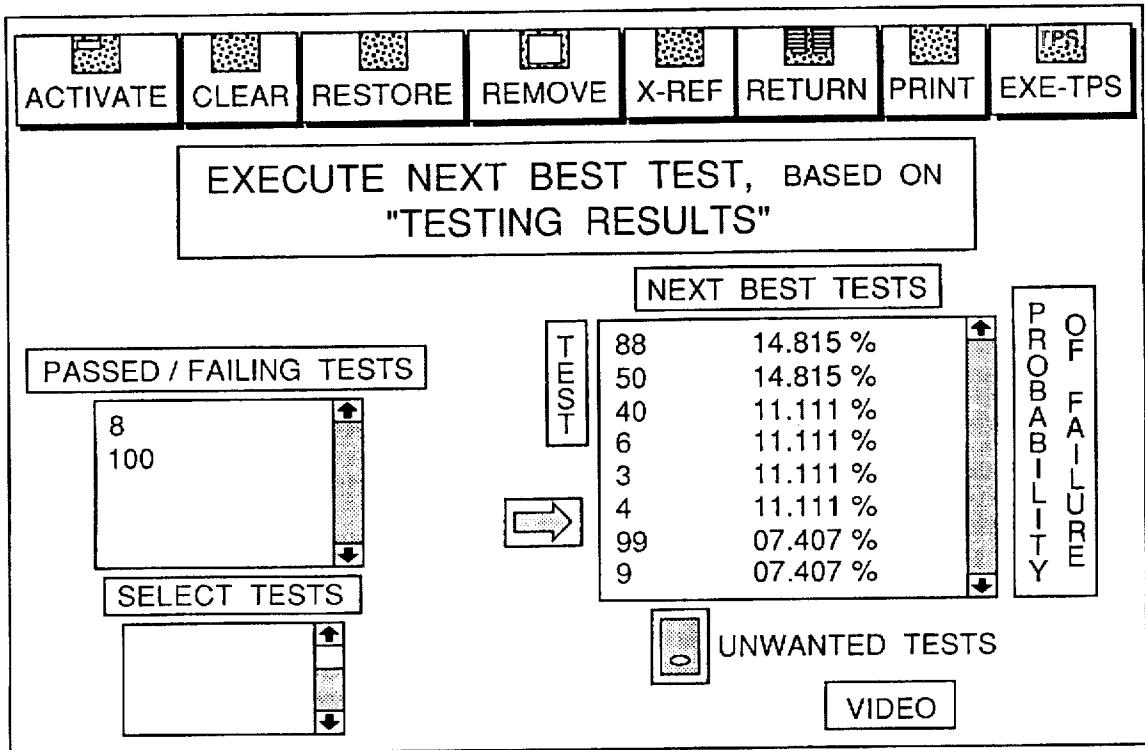 TPS
ACTIVATE CLEAR RESTORE REMOVE X-REF RETURN PRINT EXE-TPS
EXECUTE NEXT BEST TEST, BASED ON
"TESTING RESULTS"
NEXT BEST TESTS
PASSED / FAILING TESTS
8
100
SELECT TESTS
TEST
88 14.815 %
50 14.815 %
40 11.111 %
6 11.111 %
3 11.111 %
4 11.111 %
99 07.407 %
9 07.407 %
PROBABILITY
OF FAILURE
UNWANTED TESTS
VIDEO